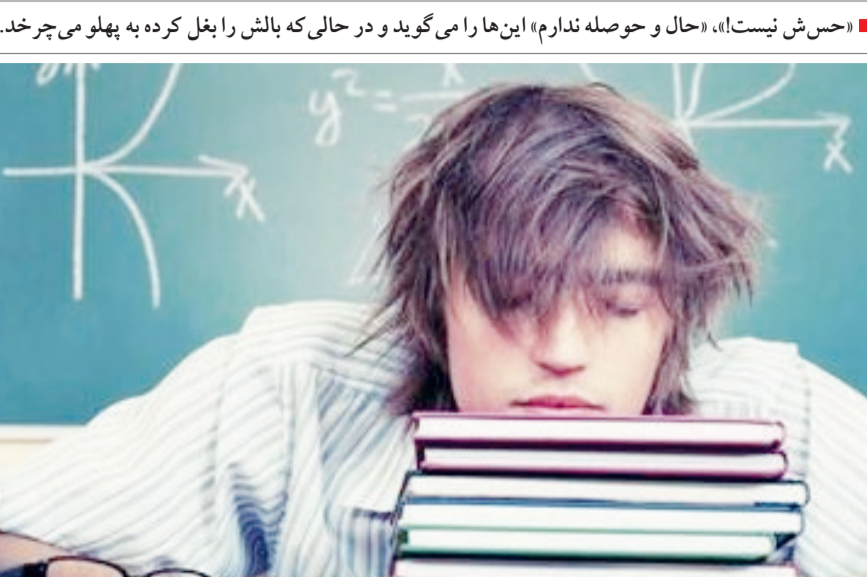 «حس‌ش نیست!»، «حال و حوصله ندارم» این‌ها را می‌گوید و در حالی‌که بالش را بغل کرده به پهلو می‌چرخد.
y² =
x
x